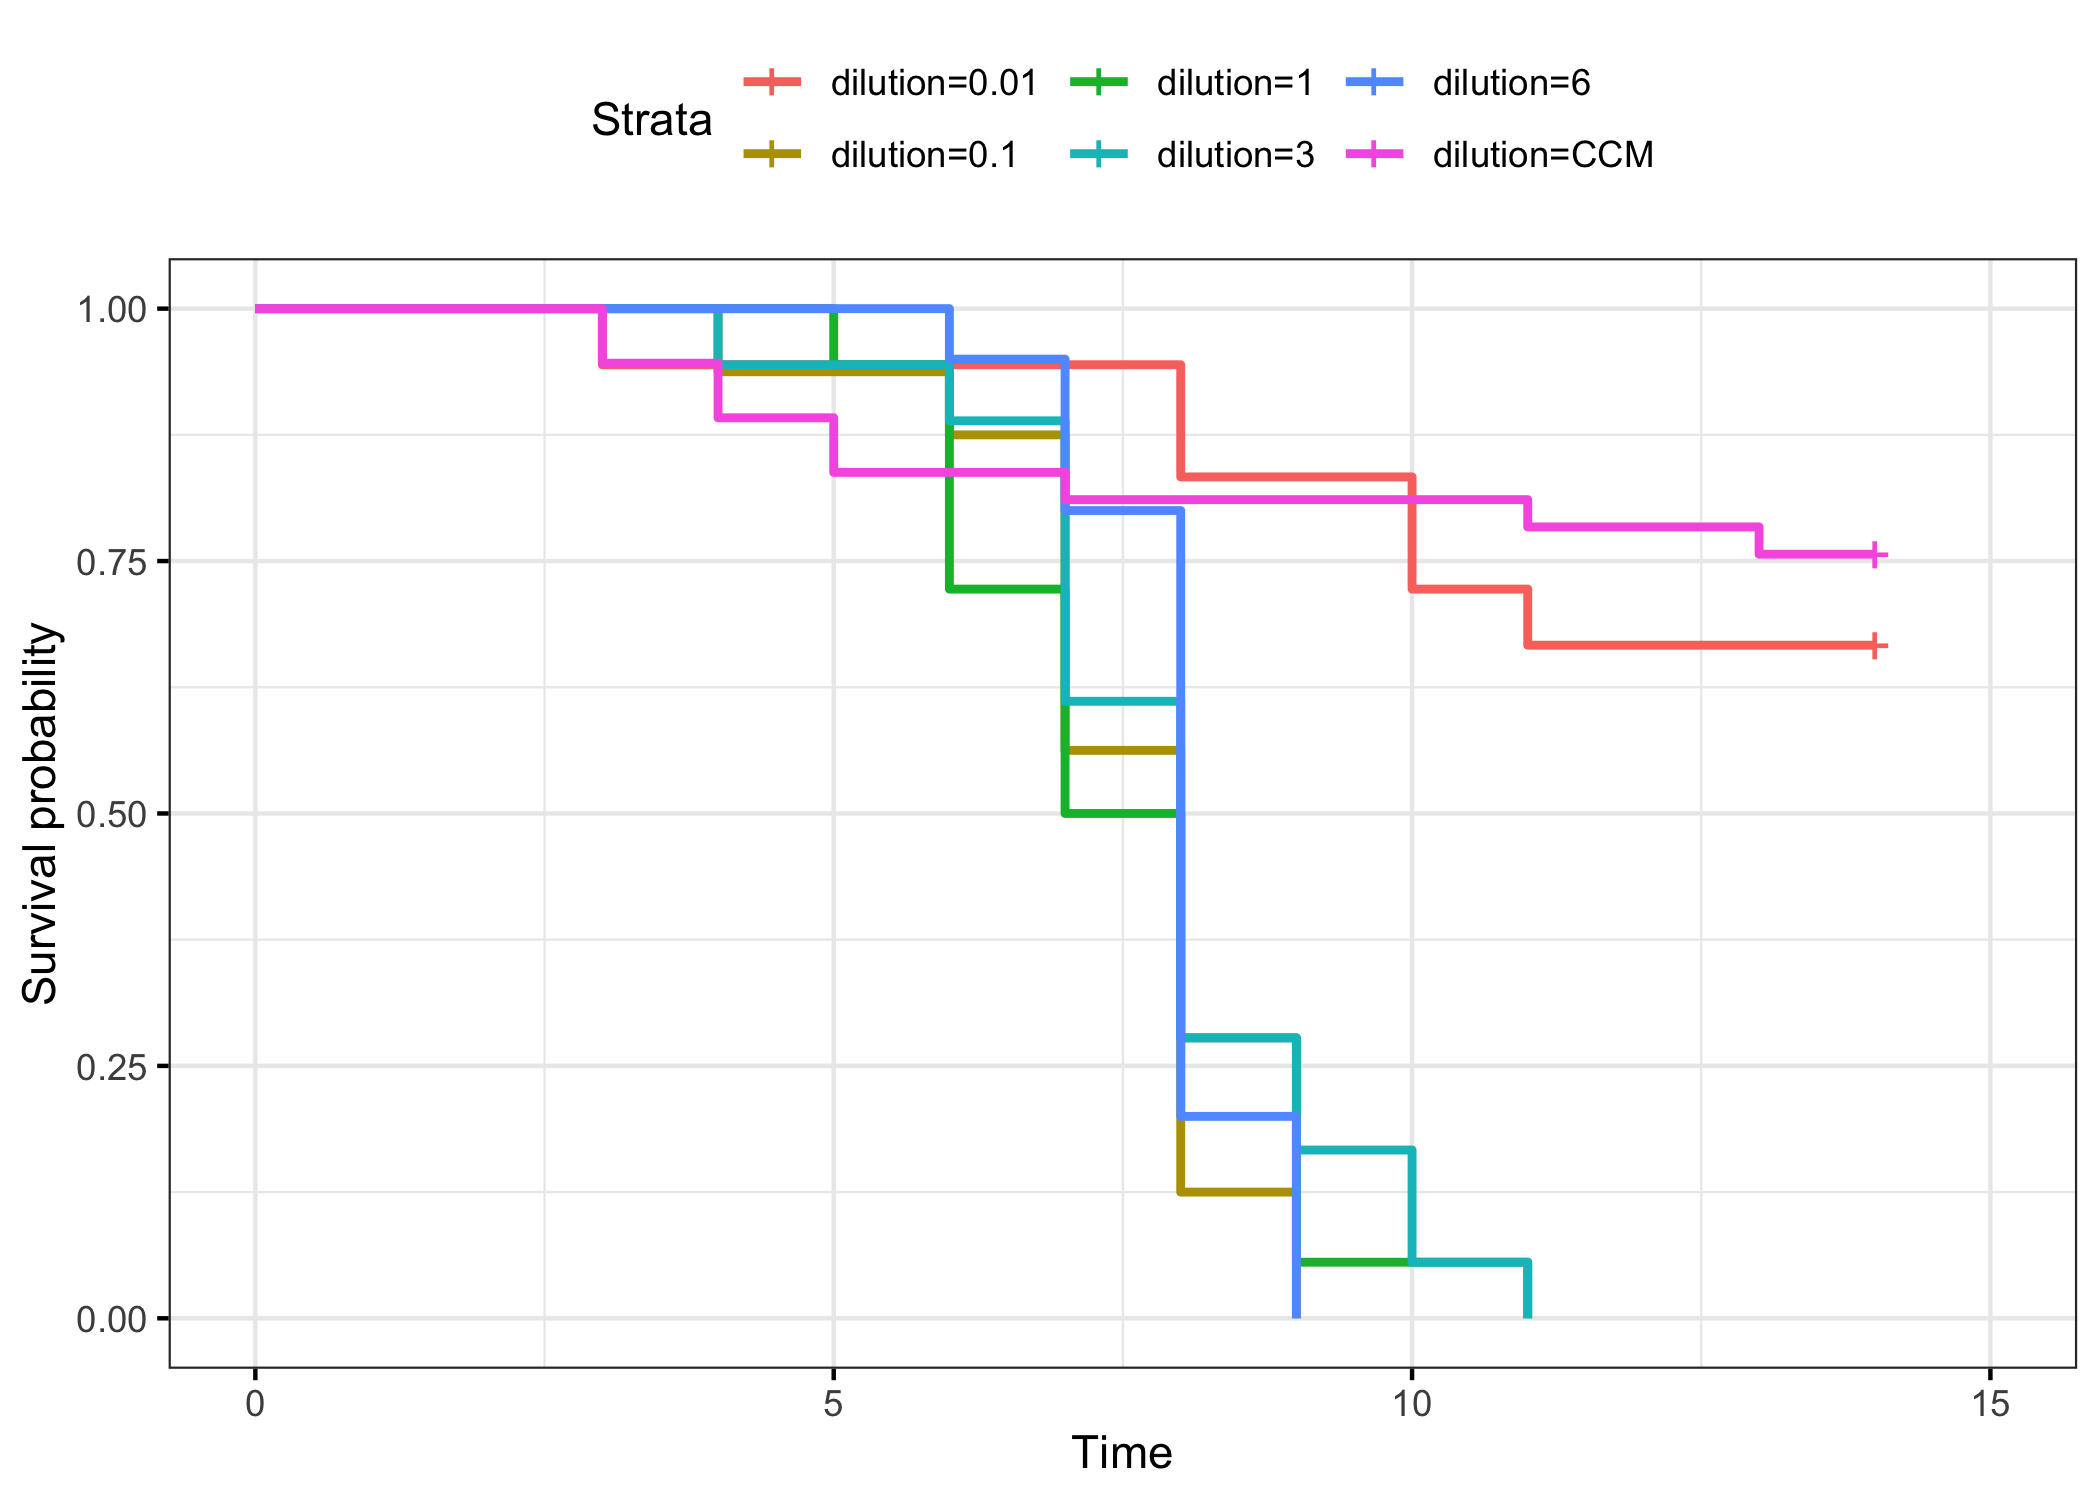 Strata
dilution=0.01 dilution=1 dilution=6
dilution=0.1 dilution=3 dilution=CCM
Survival probability
1.00
0.75
0.50
0.25
0.00
0 5 10 15
Time